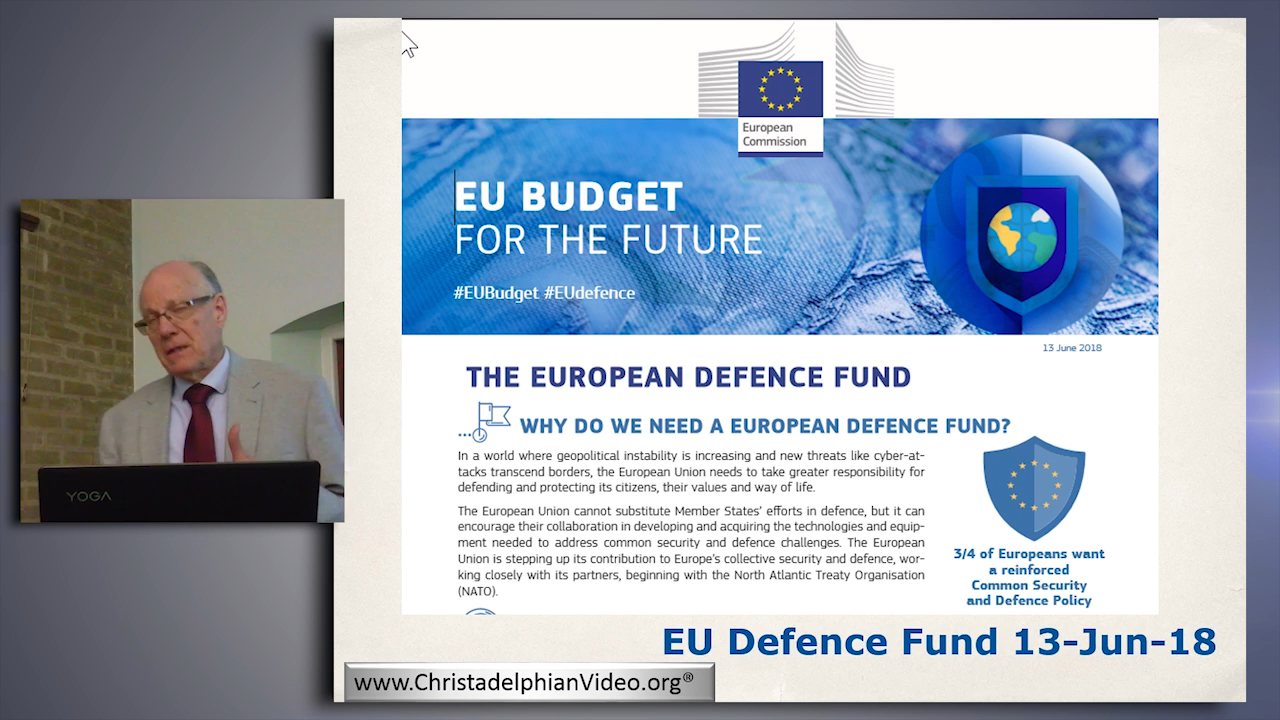 European
Commission
EU BUDGET
FOR THE FUTURE
#EUBudget #EUdefence
13 June 2018
THE EUROPEAN DEFENCE FUND
WHY DO WE NEED A EUROPEAN DEFENCE FUND?
In a world where geopolitical instability is increasing and new threats like cyber-at-
tacks transcend borders, the European Union needs to take greater responsibility for
defending and protecting its citizens, their values and way of life.
The European Union cannot substitute Member States' efforts in defence, but it can
encourage their collaboration in developing and acquiring the technologies and equip-
ment needed to address common security and defence challenges. The European
Union is stepping up its contribution to Europe's collective security and defence, wor-
king closely with its partners, beginning with the North Atlantic Treaty Organisation
(NATO).
3/4 of Europeans want
a reinforced
Common Security
and Defence Policy
YOGA
EU Defence Fund 13-Jun-18
www.ChristadelphianVideo.org®